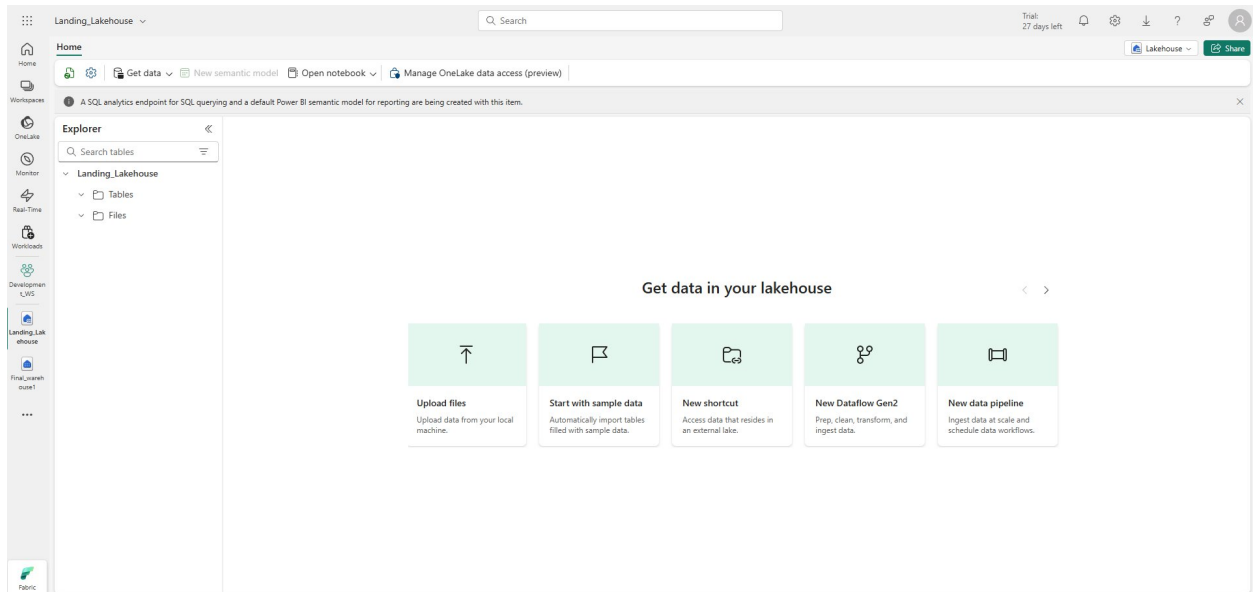 Landing_Lakehouse
Search
Trial:
27 days left
Home
Lakehouse
Share
Get data
New semantic model
Open notebook
Manage OneLake data access (preview)
A SQL analytics endpoint for SQL querying and a default Power BI semantic model for reporting are being created with this item.
Home
Workspaces
OneLake
Monitor
Real-Time
Workloads
Developmen
t_WS
Landing_Lak
ehouse
Final_wareh
ouse1
Fabric
Explorer
Search tables
Landing_Lakehouse
Tables
Files
Get data in your lakehouse
Upload files
Upload data from your local
machine.
Start with sample data
Automatically import tables
filled with sample data.
New shortcut
Access data that resides in
an external lake.
New Dataflow Gen2
Prep, clean, transform, and
ingest data.
New data pipeline
Ingest data at scale and
schedule data workflows.